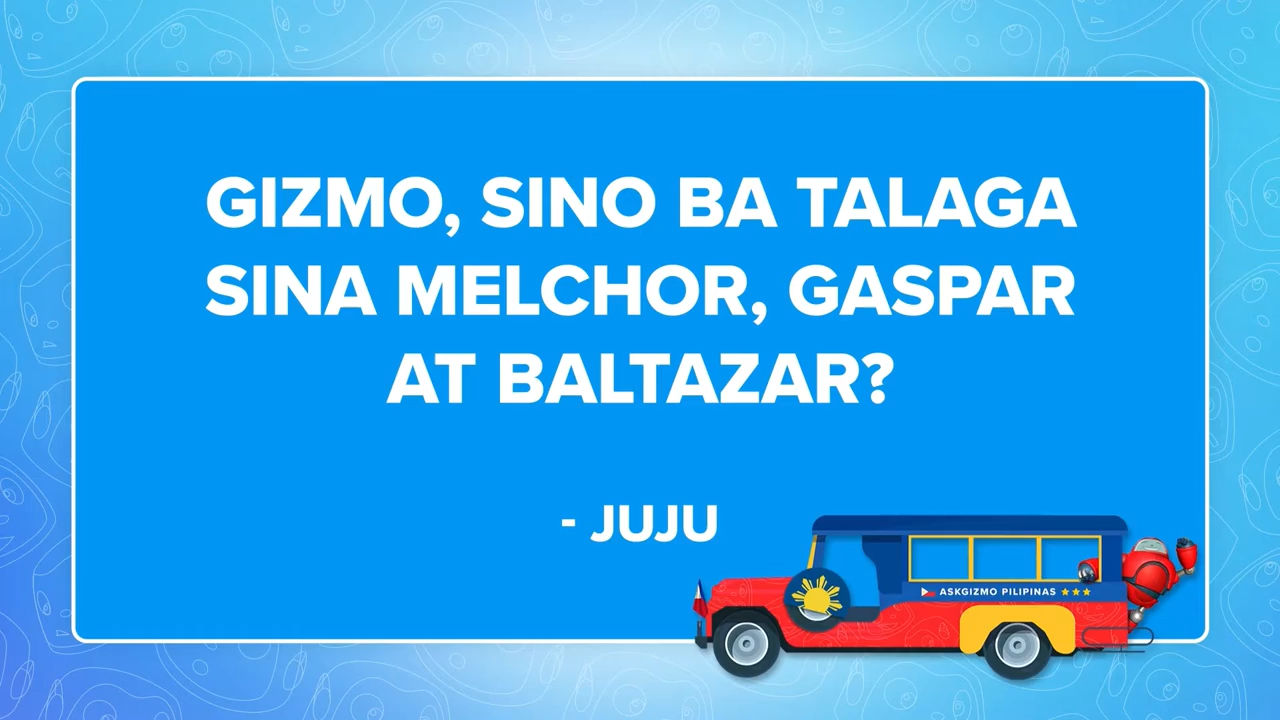 GIZMO, SINO BA TALAGA
SINA MELCHOR, GASPAR
AT BALTAZAR?
- JUJU
ASKGIZMO PILIPINAS